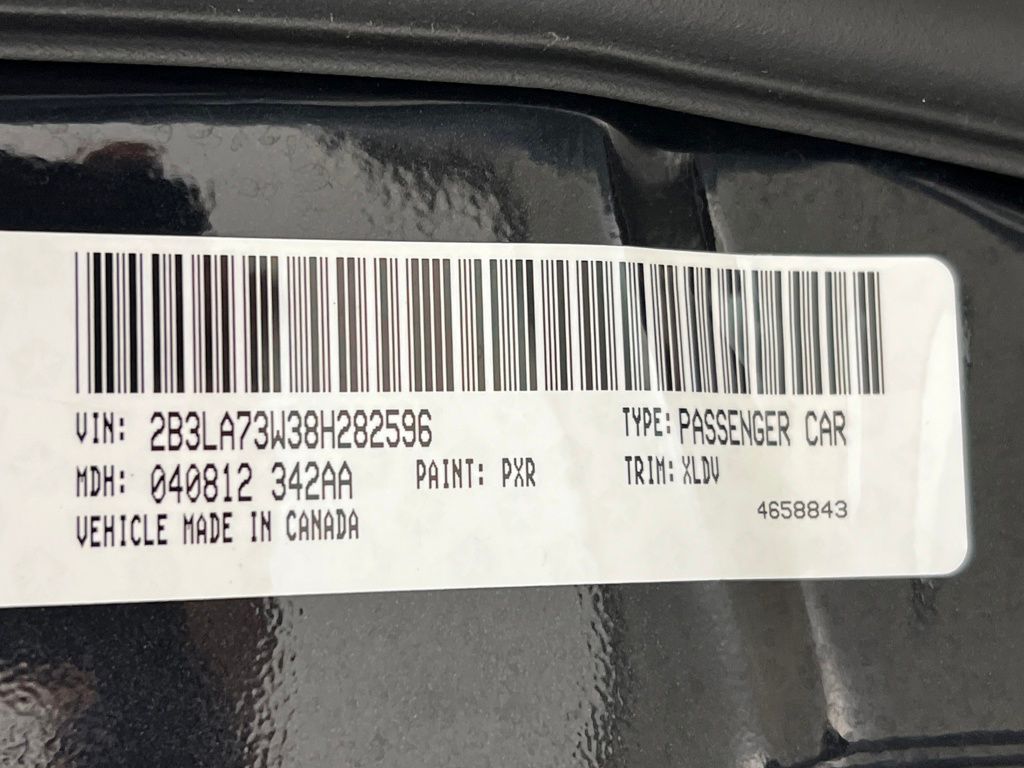 VIN: 2B3LA73W38H282596 TYPE: PASSENGER CAR
MDH: 040812 342AA PAINT: PXR TRIM: XLDV
VEHICLE MADE IN CANADA 4658843